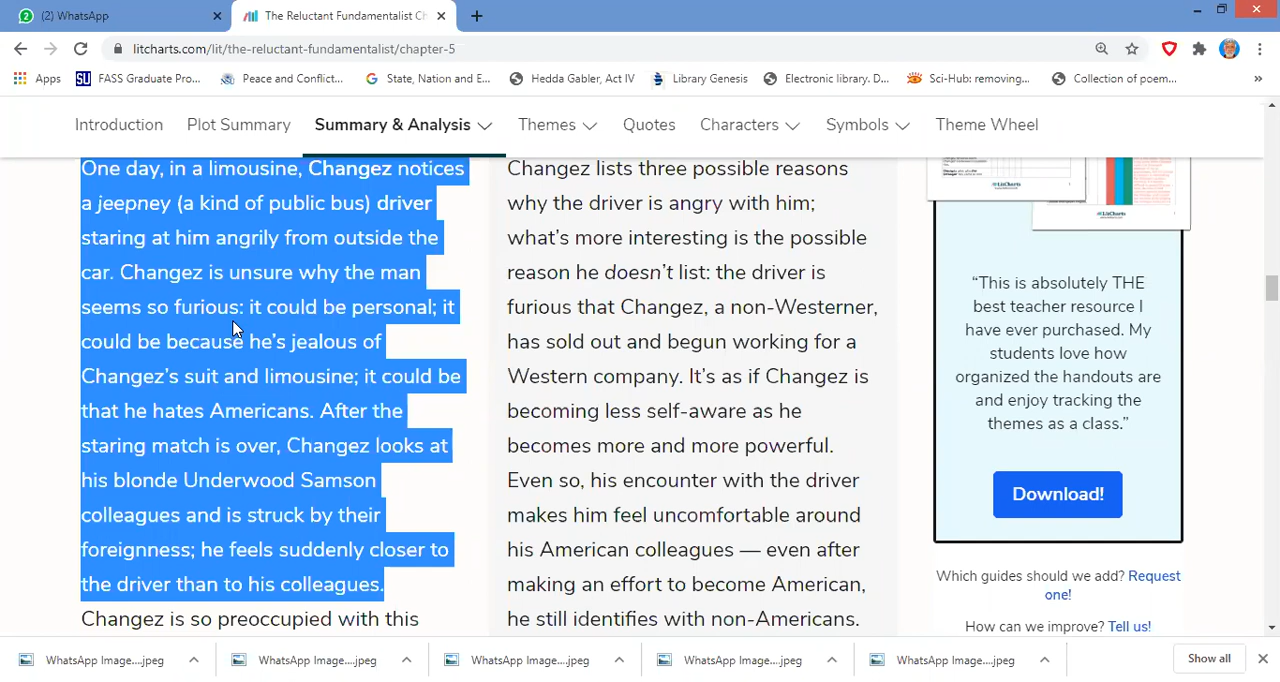 (2) WhatsApp
The Reluctant Fundamentalist Ch
litcharts.com/lit/the-reluctant-fundamentalist/chapter-5
Apps
FASS Graduate Pro...
Peace and Conflict...
State, Nation and E...
Hedda Gabler, Act IV
Library Genesis
Electronic library. D...
Sci-Hub: removing...
Collection of poem...
»
Introduction
Plot Summary
Summary & Analysis
Themes
Quotes
Characters
Symbols
Theme Wheel
One day, in a limousine, Changez notices
a jeepney (a kind of public bus) driver
staring at him angrily from outside the
car. Changez is unsure why the man
seems so furious: it could be personal; it
could be because he's jealous of
Changez's suit and limousine; it could be
that he hates Americans. After the
staring match is over, Changez looks at
his blonde Underwood Samson
colleagues and is struck by their
foreignness; he feels suddenly closer to
the driver than to his colleagues.
Changez is so preoccupied with this
Changez lists three possible reasons
why the driver is angry with him;
what's more interesting is the possible
reason he doesn't list: the driver is
furious that Changez, a non-Westerner,
has sold out and begun working for a
Western company. It's as if Changez is
becoming less self-aware as he
becomes more and more powerful.
Even so, his encounter with the driver
makes him feel uncomfortable around
his American colleagues — even after
making an effort to become American,
he still identifies with non-Americans.
LitCharts
LitCharts
“This is absolutely THE
best teacher resource I
have ever purchased. My
students love how
organized the handouts are
and enjoy tracking the
themes as a class.”
Download!
Which guides should we add? Request
one!
How can we improve? Tell us!
WhatsApp Image....jpeg
WhatsApp Image....jpeg
WhatsApp Image....jpeg
WhatsApp Image....jpeg
WhatsApp Image....jpeg
Show all